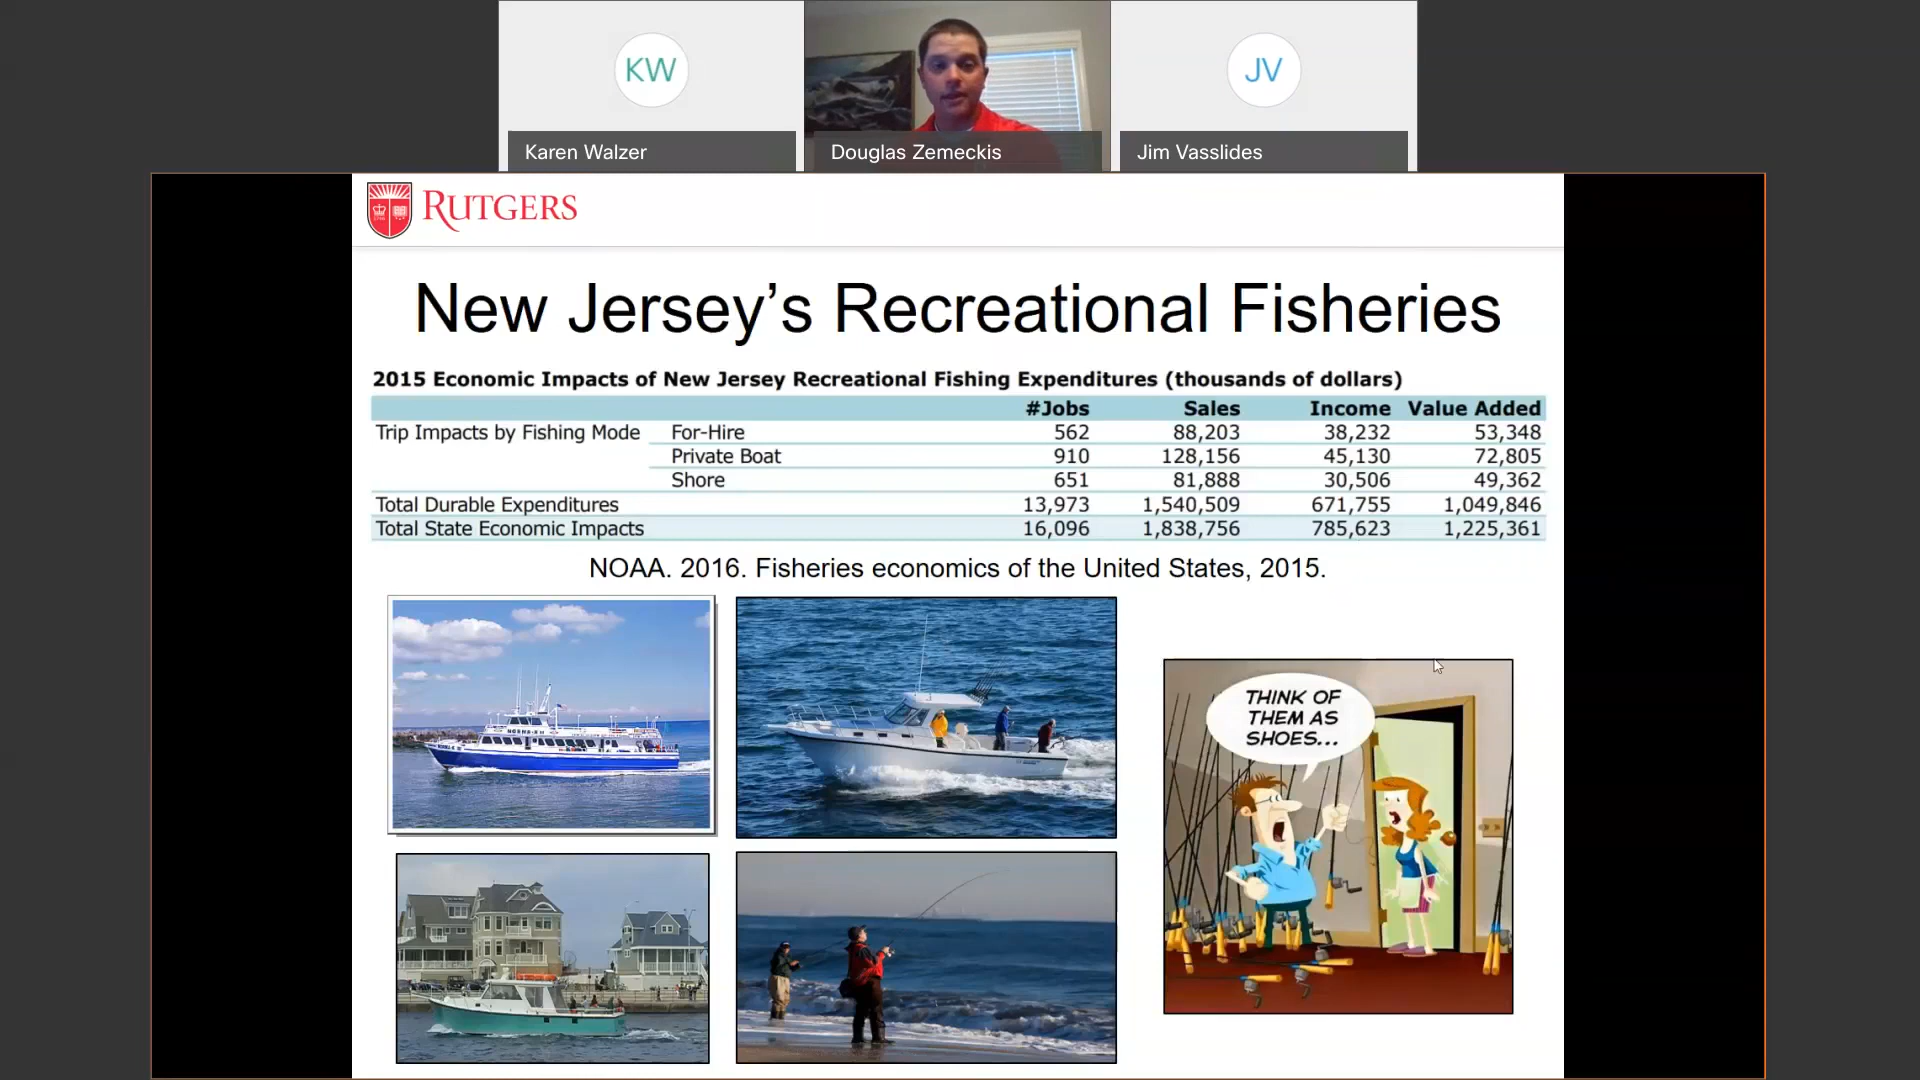 KW
JV
Karen Walzer
Douglas Zemeckis
Jim Vasslides
RUTGERS
New Jersey's Recreational Fisheries
2015 Economic Impacts of New Jersey Recreational Fishing Expenditures (thousands of dollars)
#Jobs Sales Income Value Added
Trip Impacts by Fishing Mode For-Hire 562 88,203 38,232 53,348
Private Boat 910 128,156 45,130 72,805
Shore 651 81,888 30,506 49,362
Total Durable Expenditures 13,973 1,540,509 671,755 1,049,846
Total State Economic Impacts 16,096 1,838,756 785,623 1,225,361
NOAA. 2016. Fisheries economics of the United States, 2015.
THINK OF
THEM AS
SHOES...